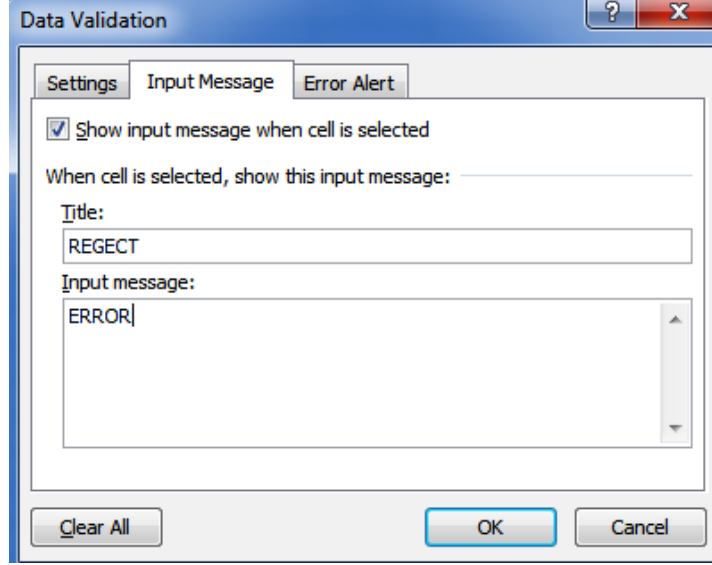 Data Validation
? X
Settings Input Message Error Alert
Show input message when cell is selected
When cell is selected, show this input message:
Title:
REGECT
Input message:
ERROR
Clear All OK Cancel